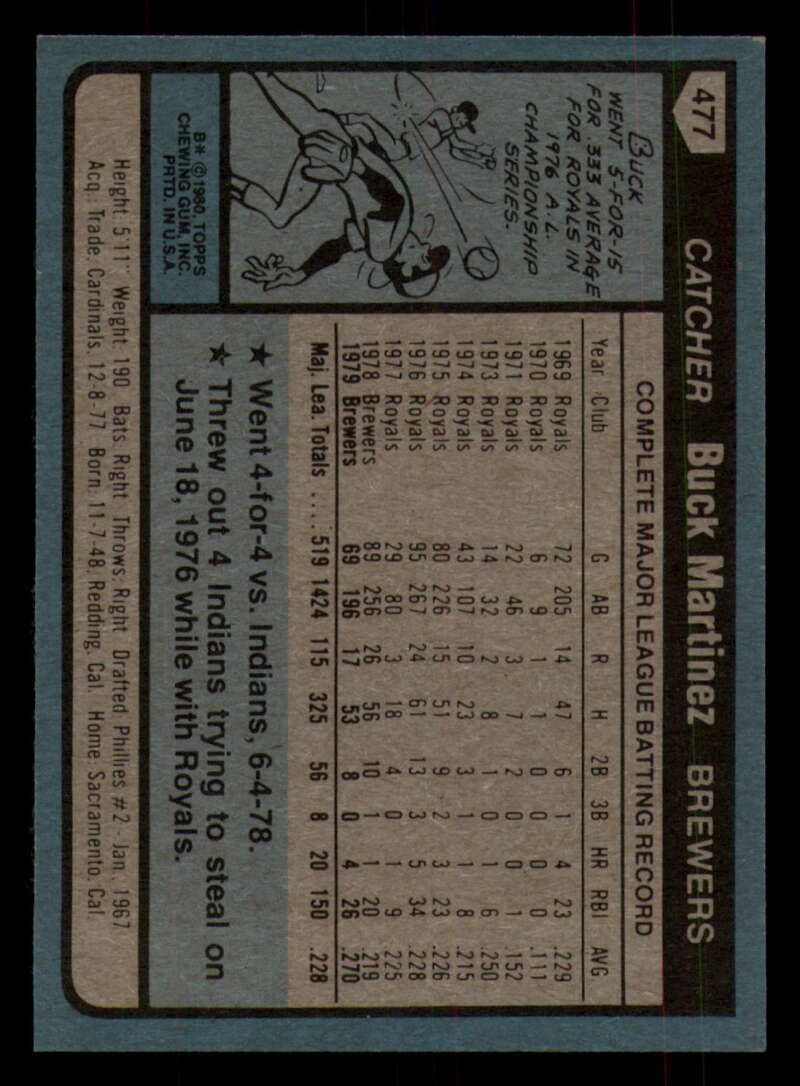 477 CATCHER Buck Martinez BREWERS
BUCK
WENT 5-FOR-15
FOR .333 AVERAGE
FOR ROYALS IN
1976 A.L.
CHAMPIONSHIP
SERIES.
B* © 1980, TOPPS
CHEWING GUM, INC.
PRTD. IN U.S.A.
COMPLETE MAJOR LEAGUE BATTING RECORD
Year Club G AB R H 2B 3B HR RBI AVG
1969 Royals 72 205 14 47 6 1 4 23 .229
1970 Royals 6 9 1 1 0 0 0 0 .111
1971 Royals 22 46 3 7 2 0 0 1 .152
1973 Royals 14 32 2 8 1 0 1 6 .250
1974 Royals 43 107 10 23 3 1 1 8 .215
1975 Royals 80 226 15 51 9 2 3 23 .226
1976 Royals 95 267 24 61 13 3 5 34 .228
1977 Royals 29 80 3 18 4 0 1 9 .225
1978 Brewers 89 256 26 56 10 1 1 20 .219
1979 Brewers 69 196 17 53 8 0 4 26 .270
Maj. Lea. Totals .... 519 1424 115 325 56 8 20 150 .228
★ Went 4-for-4 vs. Indians, 6-4-78.
★ Threw out 4 Indians trying to steal on
June 18, 1976 while with Royals.
Height: 5'11" Weight: 190 Bats: Right Throws: Right Drafted: Phillies #2 - Jan., 1967
Acq.: Trade, Cardinals, 12-8-77 Born: 11-7-48, Redding, Cal. Home: Sacramento, Cal.